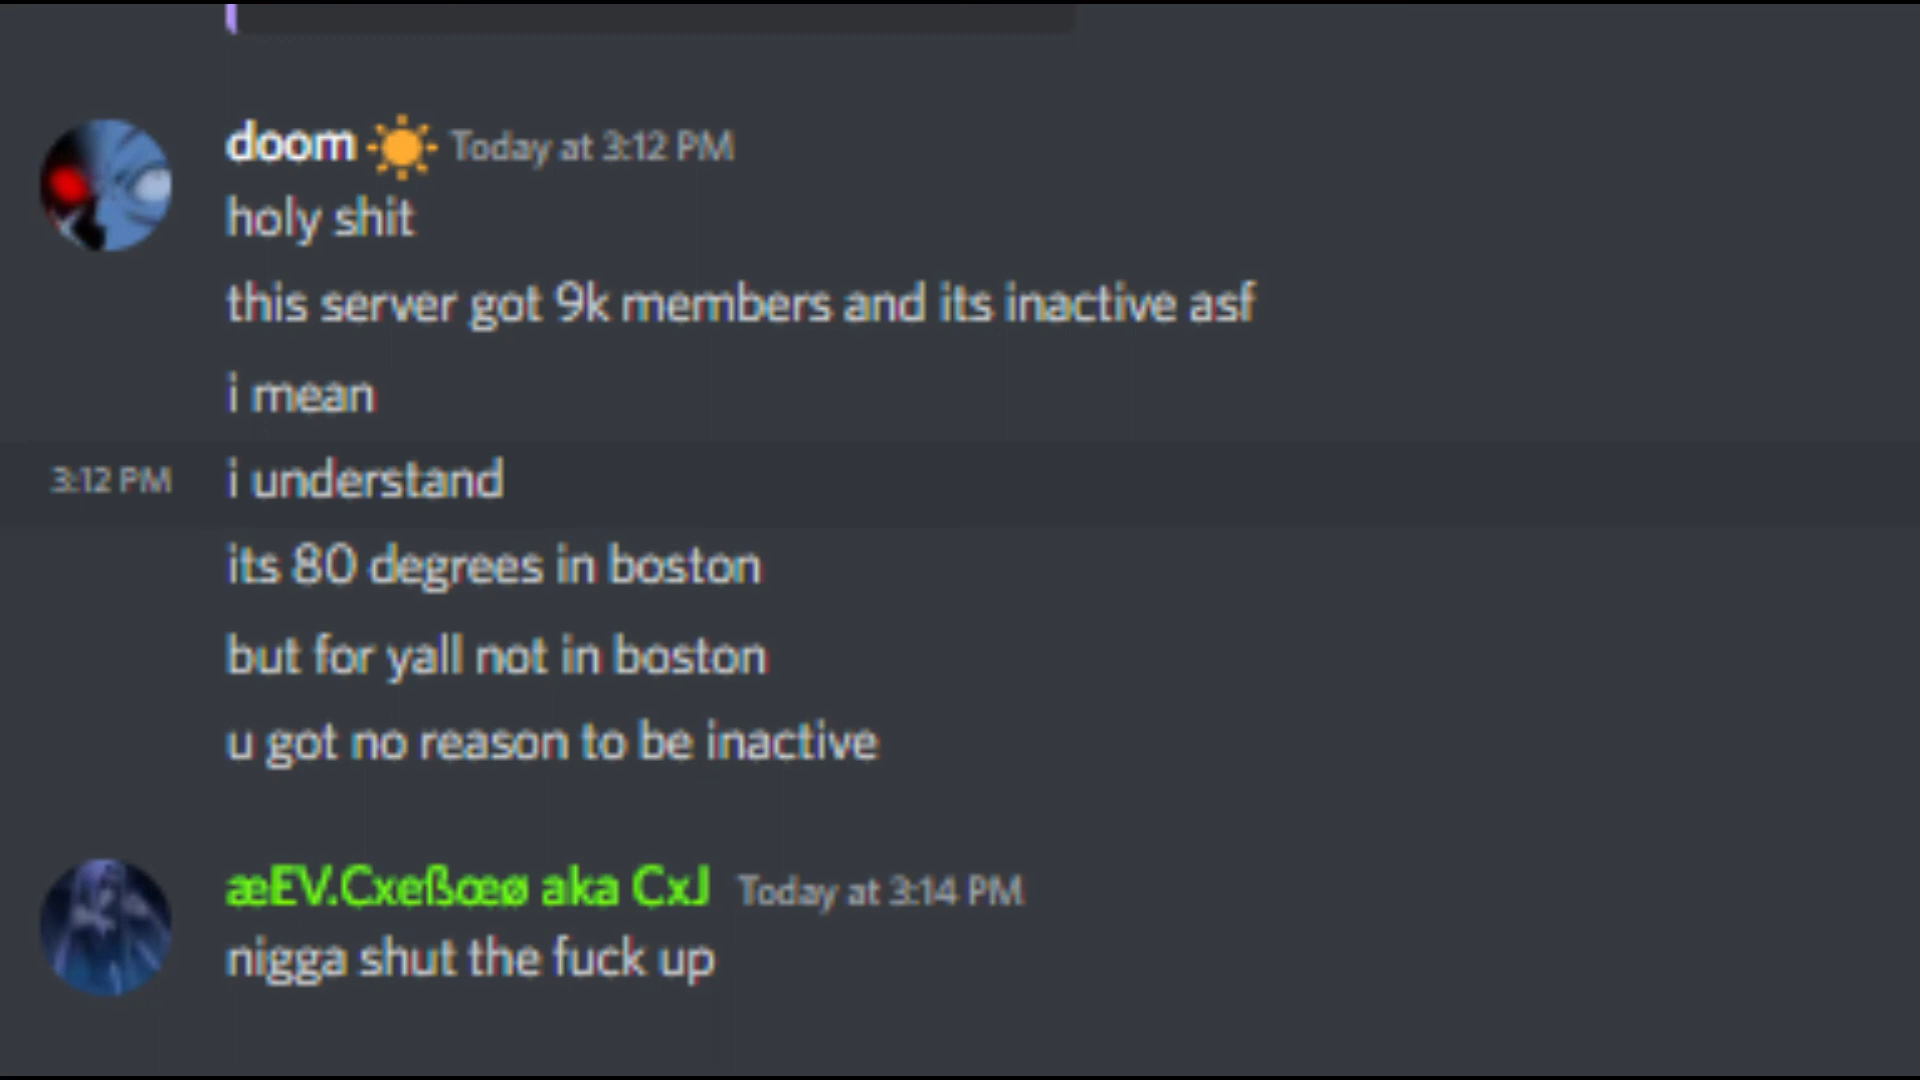 doom Today at 3:12 PM
holy shit
this server got 9k members and its inactive asf
i mean
3:12 PM i understand
its 80 degrees in boston
but for yall not in boston
u got no reason to be inactive
æEV.Cxeßœø aka CxJ Today at 3:14 PM
nigga shut the fuck up